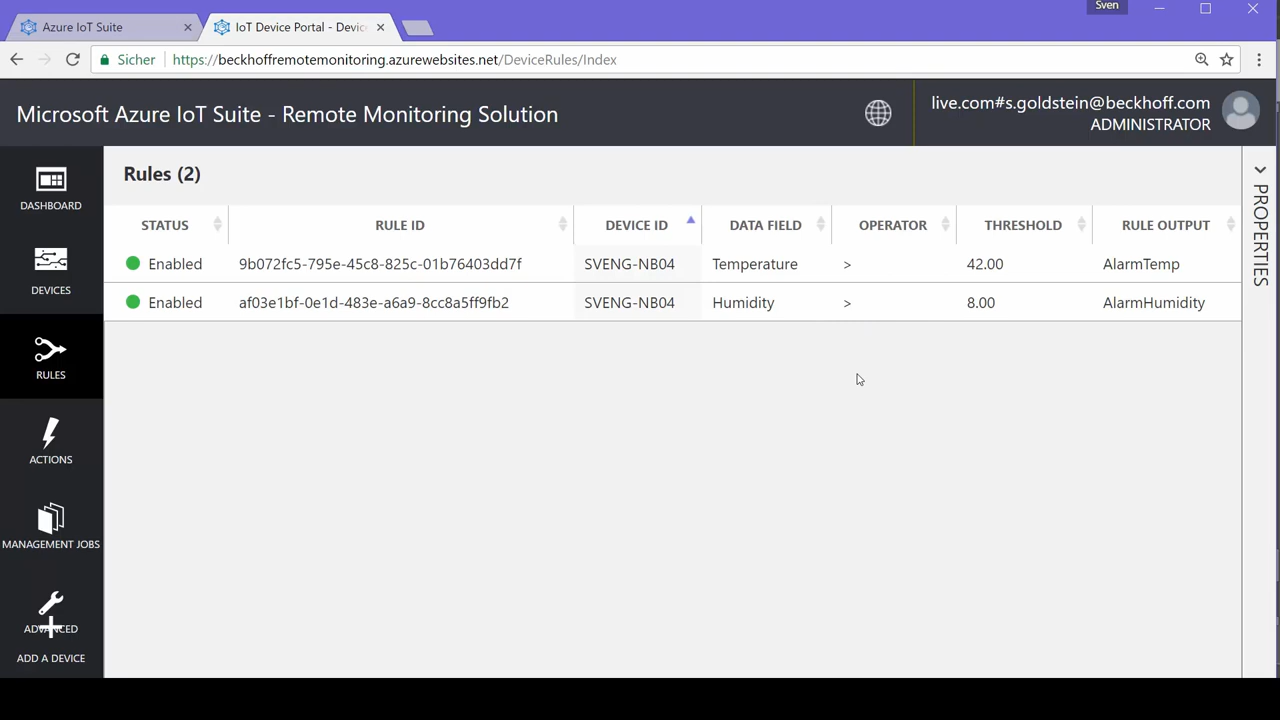 Sven
Azure IoT Suite
IoT Device Portal - Devic
Sicher
https://beckhoffremotemonitoring.azurewebsites.net/DeviceRules/Index
Microsoft Azure IoT Suite - Remote Monitoring Solution
live.com#s.goldstein@beckhoff.com
ADMINISTRATOR
DASHBOARD
DEVICES
RULES
ACTIONS
MANAGEMENT JOBS
ADVANCED
ADD A DEVICE
Rules (2)
STATUS RULE ID DEVICE ID DATA FIELD OPERATOR THRESHOLD RULE OUTPUT
Enabled 9b072fc5-795e-45c8-825c-01b76403dd7f SVENG-NB04 Temperature > 42.00 AlarmTemp
Enabled af03e1bf-0e1d-483e-a6a9-8cc8a5ff9fb2 SVENG-NB04 Humidity > 8.00 AlarmHumidity
PROPERTIES